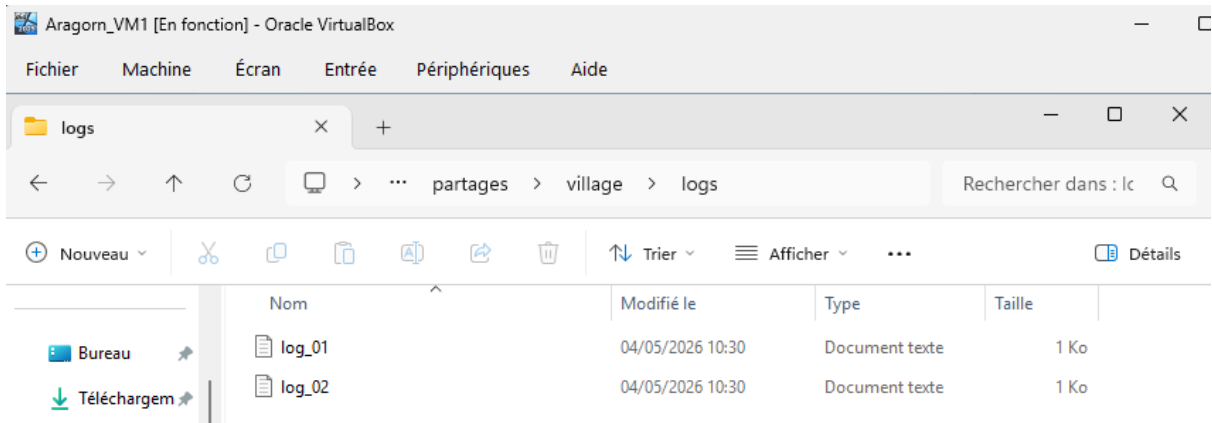 Aragorn_VM1 [En fonction] - Oracle VirtualBox
Fichier Machine Écran Entrée Périphériques Aide
logs
partages > village > logs Rechercher dans : lc
Nouveau Trier Afficher ... Détails
Nom Modifié le Type Taille
Bureau log_01 04/05/2026 10:30 Document texte 1 Ko
Téléchargem log_02 04/05/2026 10:30 Document texte 1 Ko